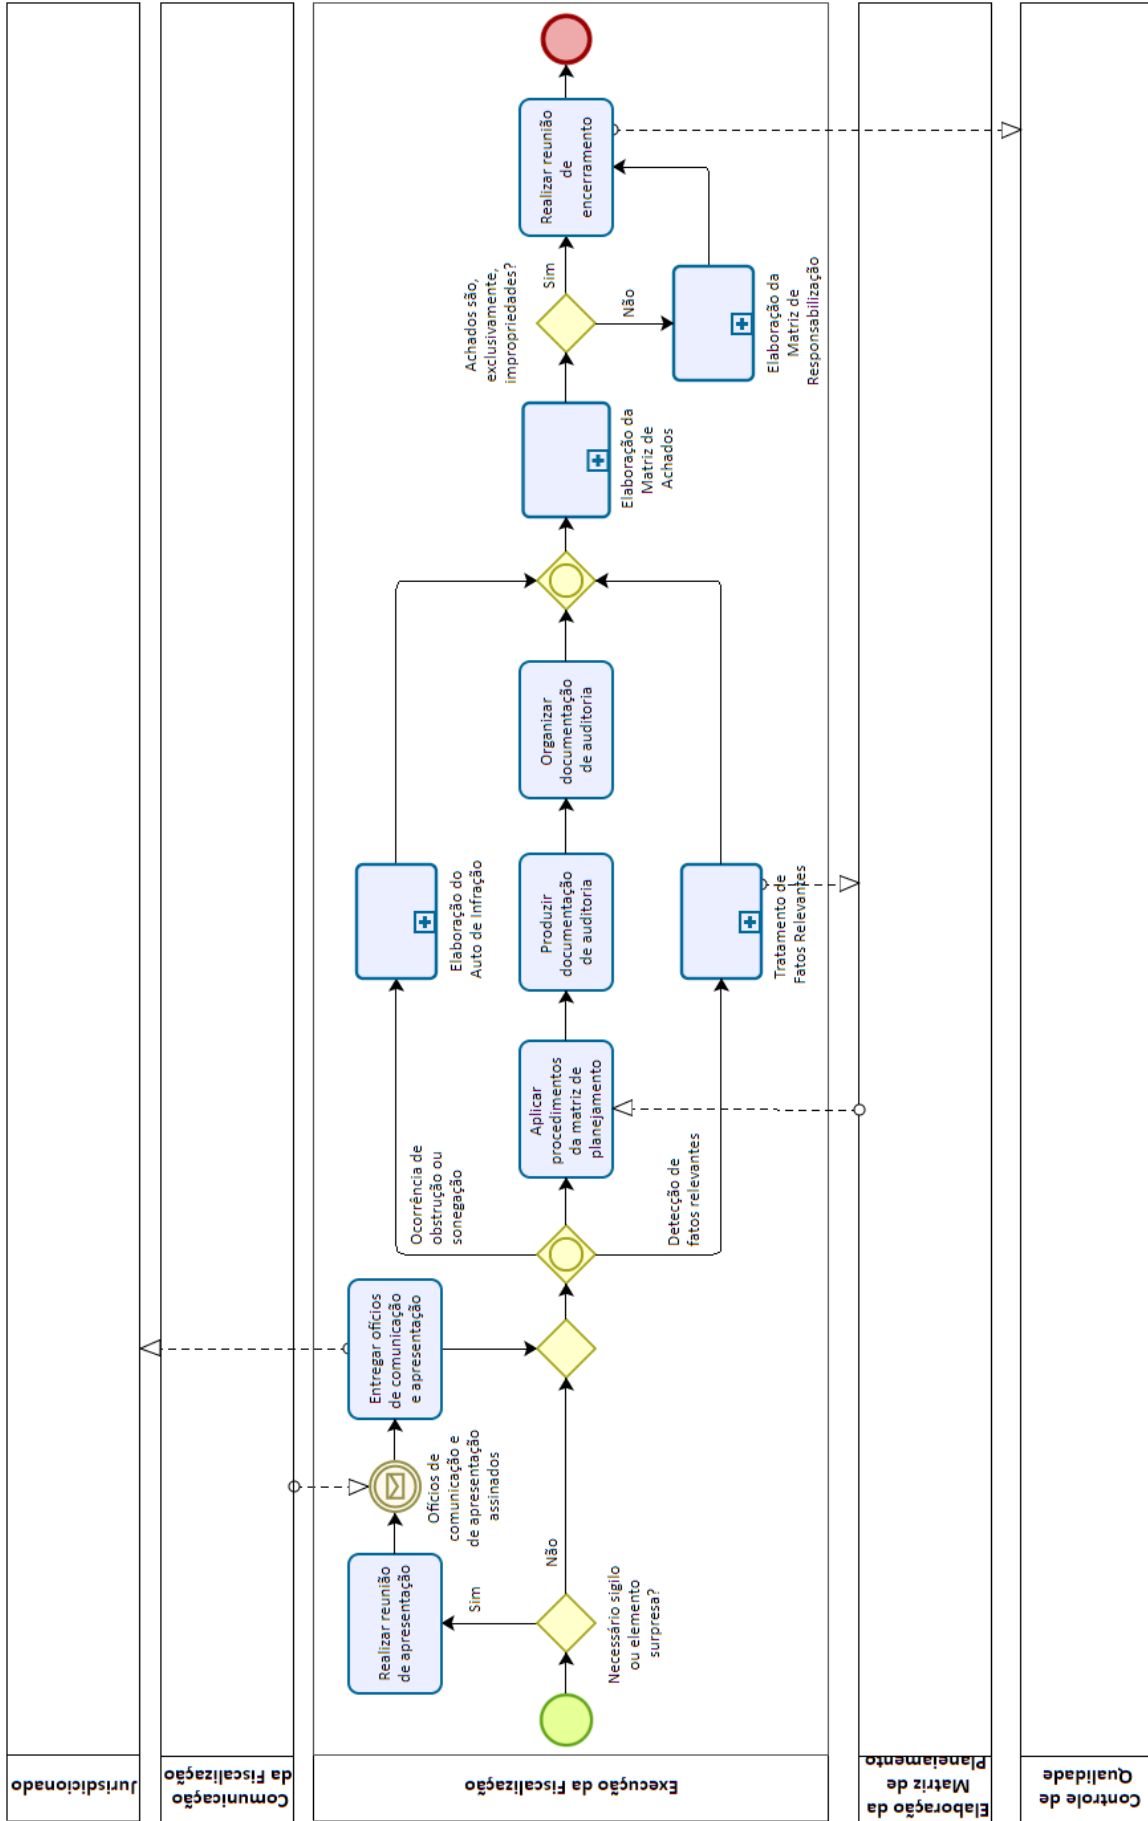 Jurisdicionado
Comunicação
da Fiscalização
Execução da Fiscalização
Elaboração da
Matriz de
Planejamento
Controle de
Qualidade
Necessário sigilo
ou elemento
surpresa?
Sim
Não
Realizar reunião
de apresentação
Ofícios de
comunicação e
de apresentação
assinados
Entregar ofícios
de comunicação
e apresentação
Ocorrência de
obstrução ou
sonegação
Detecção de
fatos relevantes
Elaboração do
Auto de Infração
Aplicar
procedimentos
da matriz de
planejamento
Produzir
documentação
de auditoria
Organizar
documentação
de auditoria
Tratamento de
Fatos Relevantes
Elaboração da
Matriz de
Achados
Achados são,
exclusivamente,
impropriedades?
Sim
Não
Elaboração da
Matriz de
Responsabilização
Realizar reunião
de
encerramento